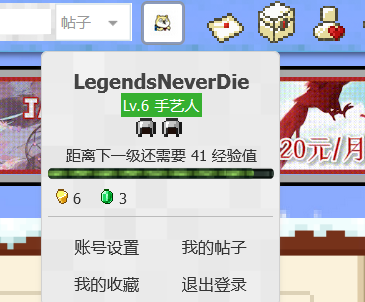 帖子
LegendsNeverDie
Lv.6 手艺人
距离下一级还需要 41 经验值
20元/月
6 3
账号设置 我的帖子
我的收藏 退出登录